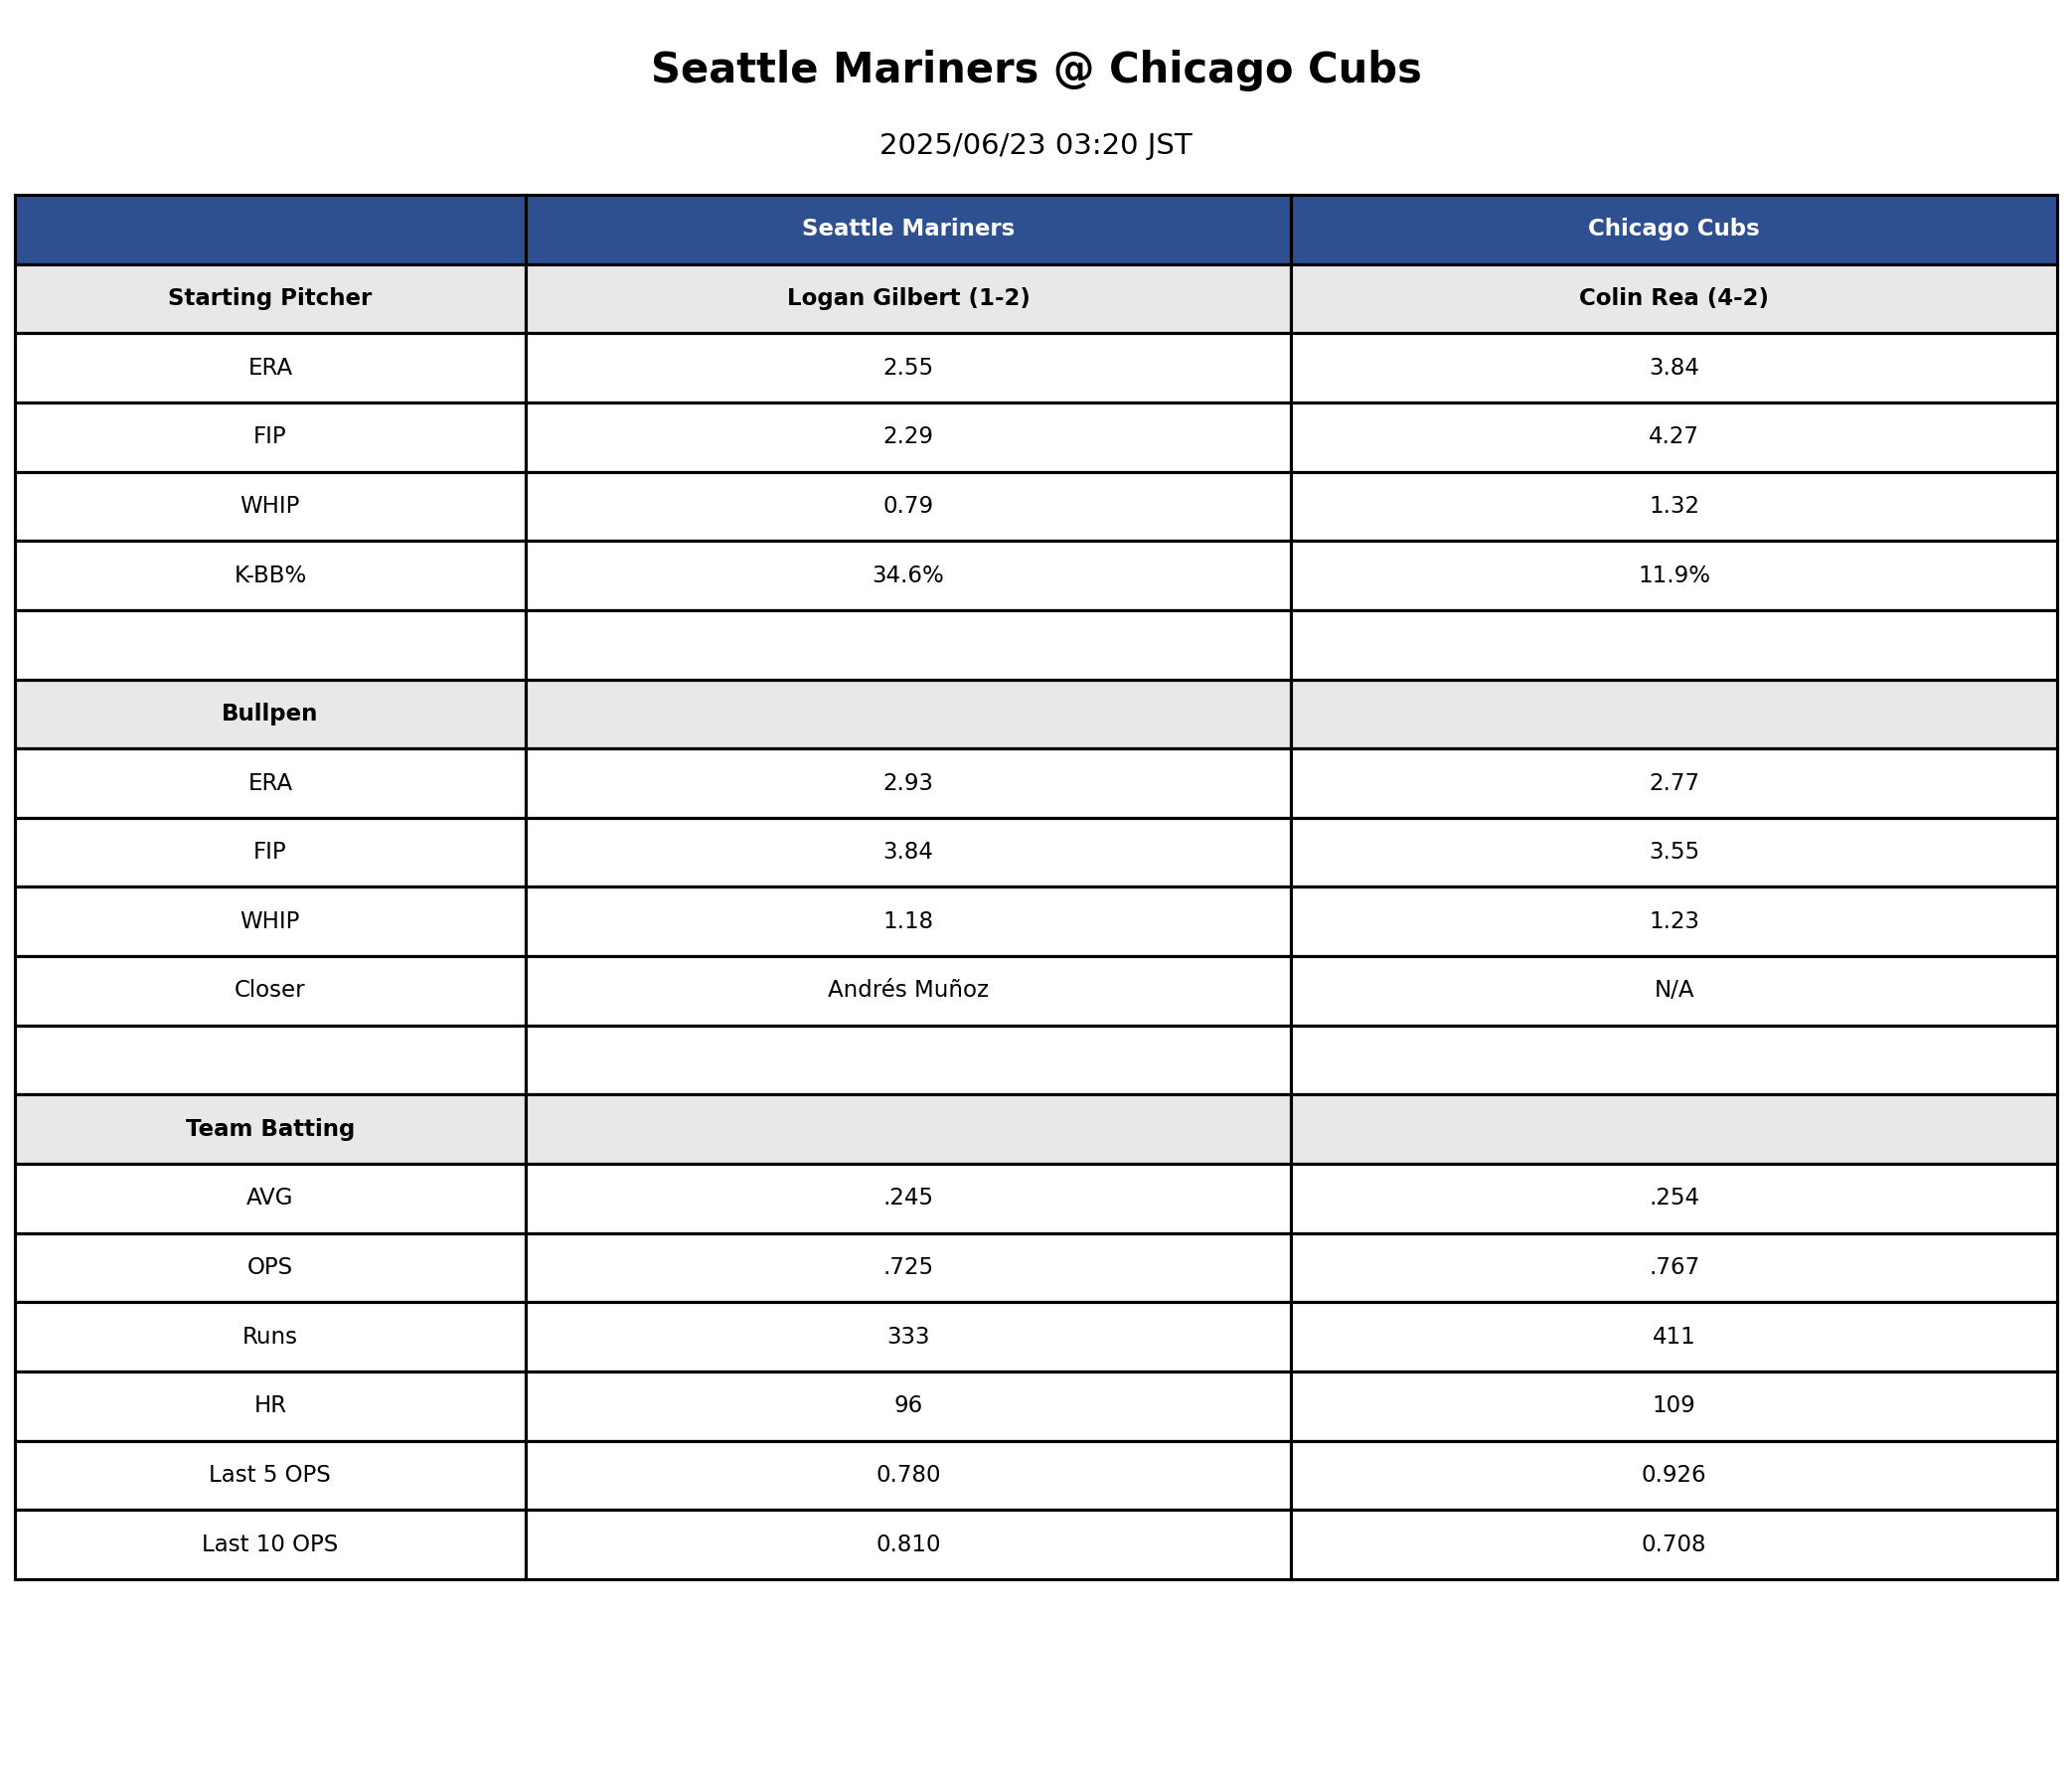 Seattle Mariners @ Chicago Cubs
2025/06/23 03:20 JST
Seattle Mariners Chicago Cubs
Starting Pitcher Logan Gilbert (1-2) Colin Rea (4-2)
ERA 2.55 3.84
FIP 2.29 4.27
WHIP 0.79 1.32
K-BB% 34.6% 11.9%
Bullpen
ERA 2.93 2.77
FIP 3.84 3.55
WHIP 1.18 1.23
Closer Andrés Muñoz N/A
Team Batting
AVG .245 .254
OPS .725 .767
Runs 333 411
HR 96 109
Last 5 OPS 0.780 0.926
Last 10 OPS 0.810 0.708